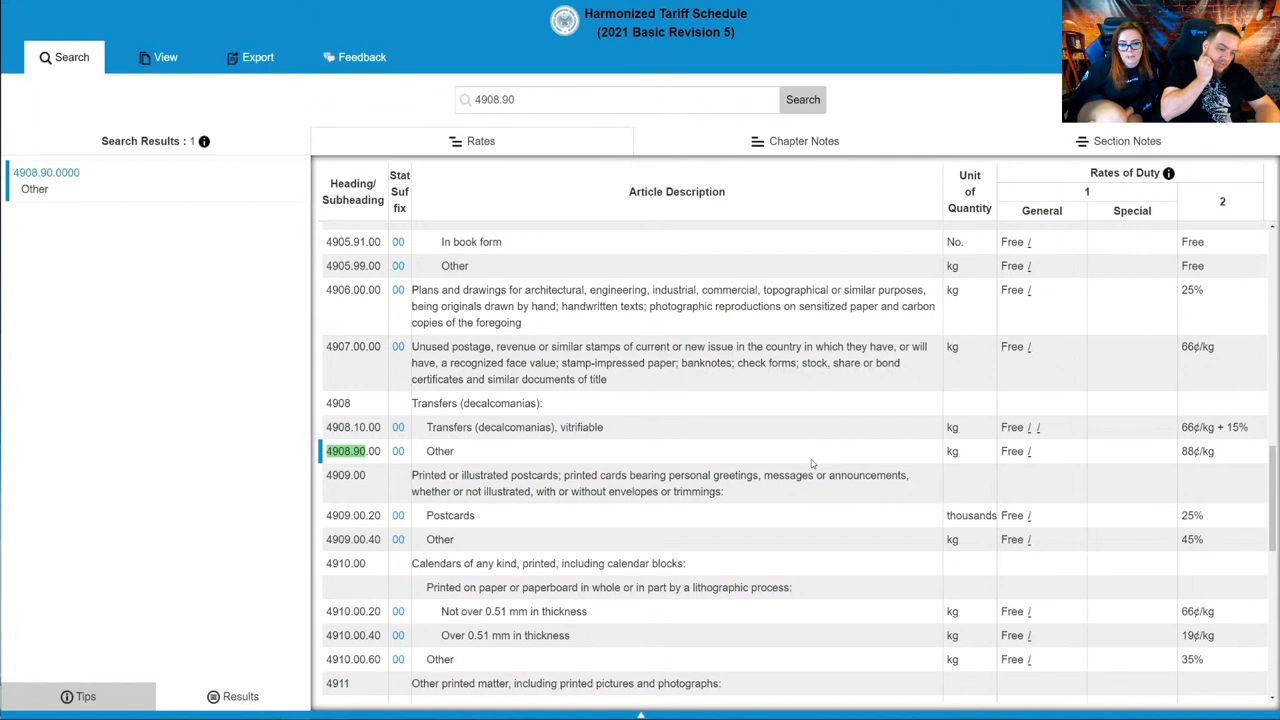 Harmonized Tariff Schedule
(2021 Basic Revision 5)
Search
View
Export
Feedback
4908.90
Search
Search Results : 1
Rates
Chapter Notes
Section Notes
4908.90.0000
Other
Heading/
Subheading
Stat
Suf
fix
Article Description
Unit
of
Quantity
Rates of Duty
1
2
General
Special
4905.91.00 00 In book form No. Free / Free
4905.99.00 00 Other kg Free / Free
4906.00.00 00 Plans and drawings for architectural, engineering, industrial, commercial, topographical or similar purposes, kg Free / 25%
being originals drawn by hand; handwritten texts; photographic reproductions on sensitized paper and carbon
copies of the foregoing
4907.00.00 00 Unused postage, revenue or similar stamps of current or new issue in the country in which they have, or will kg Free / 66¢/kg
have, a recognized face value; stamp-impressed paper; banknotes; check forms; stock, share or bond
certificates and similar documents of title
4908 Transfers (decalcomanias):
4908.10.00 00 Transfers (decalcomanias), vitrifiable kg Free / / 66¢/kg + 15%
4908.90.00 00 Other kg Free / 88¢/kg
4909.00 Printed or illustrated postcards; printed cards bearing personal greetings, messages or announcements,
whether or not illustrated, with or without envelopes or trimmings:
4909.00.20 00 Postcards thousands Free / 25%
4909.00.40 00 Other kg Free / 45%
4910.00 Calendars of any kind, printed, including calendar blocks:
Printed on paper or paperboard in whole or in part by a lithographic process:
4910.00.20 00 Not over 0.51 mm in thickness kg Free / 66¢/kg
4910.00.40 00 Over 0.51 mm in thickness kg Free / 19¢/kg
4910.00.60 00 Other kg Free / 35%
4911 Other printed matter, including printed pictures and photographs:
Tips
Results